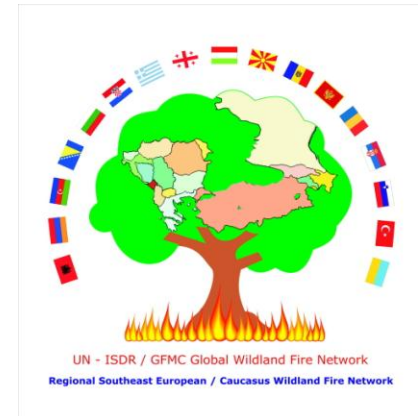 UN - ISDR / GFMC Global Wildland Fire Network
Regional Southeast European / Caucasus Wildland Fire Network